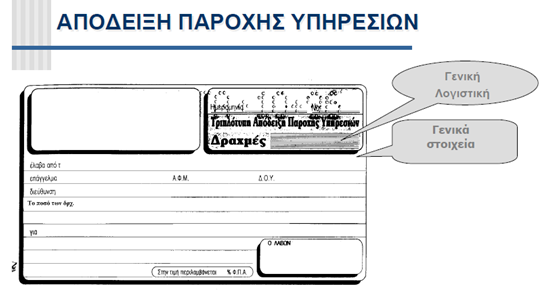 ΑΠΟΔΕΙΞΗ ΠΑΡΟΧΗΣ ΥΠΗΡΕΣΙΩΝ
Γενική
Λογιστική
Γενικά
στοιχεία
Ημερομηνία
Τριπλότυπη Απόδειξη Παροχής Υπηρεσιών
Δραχμές
έλαβα από τ
επάγγελμα Α.Φ.Μ. Δ.Ο.Υ.
διεύθυνση
Το ποσό των δρχ.
για
Ο ΛΑΒΩΝ
Στην τιμή περιλαμβάνεται % Φ.Π.Α.